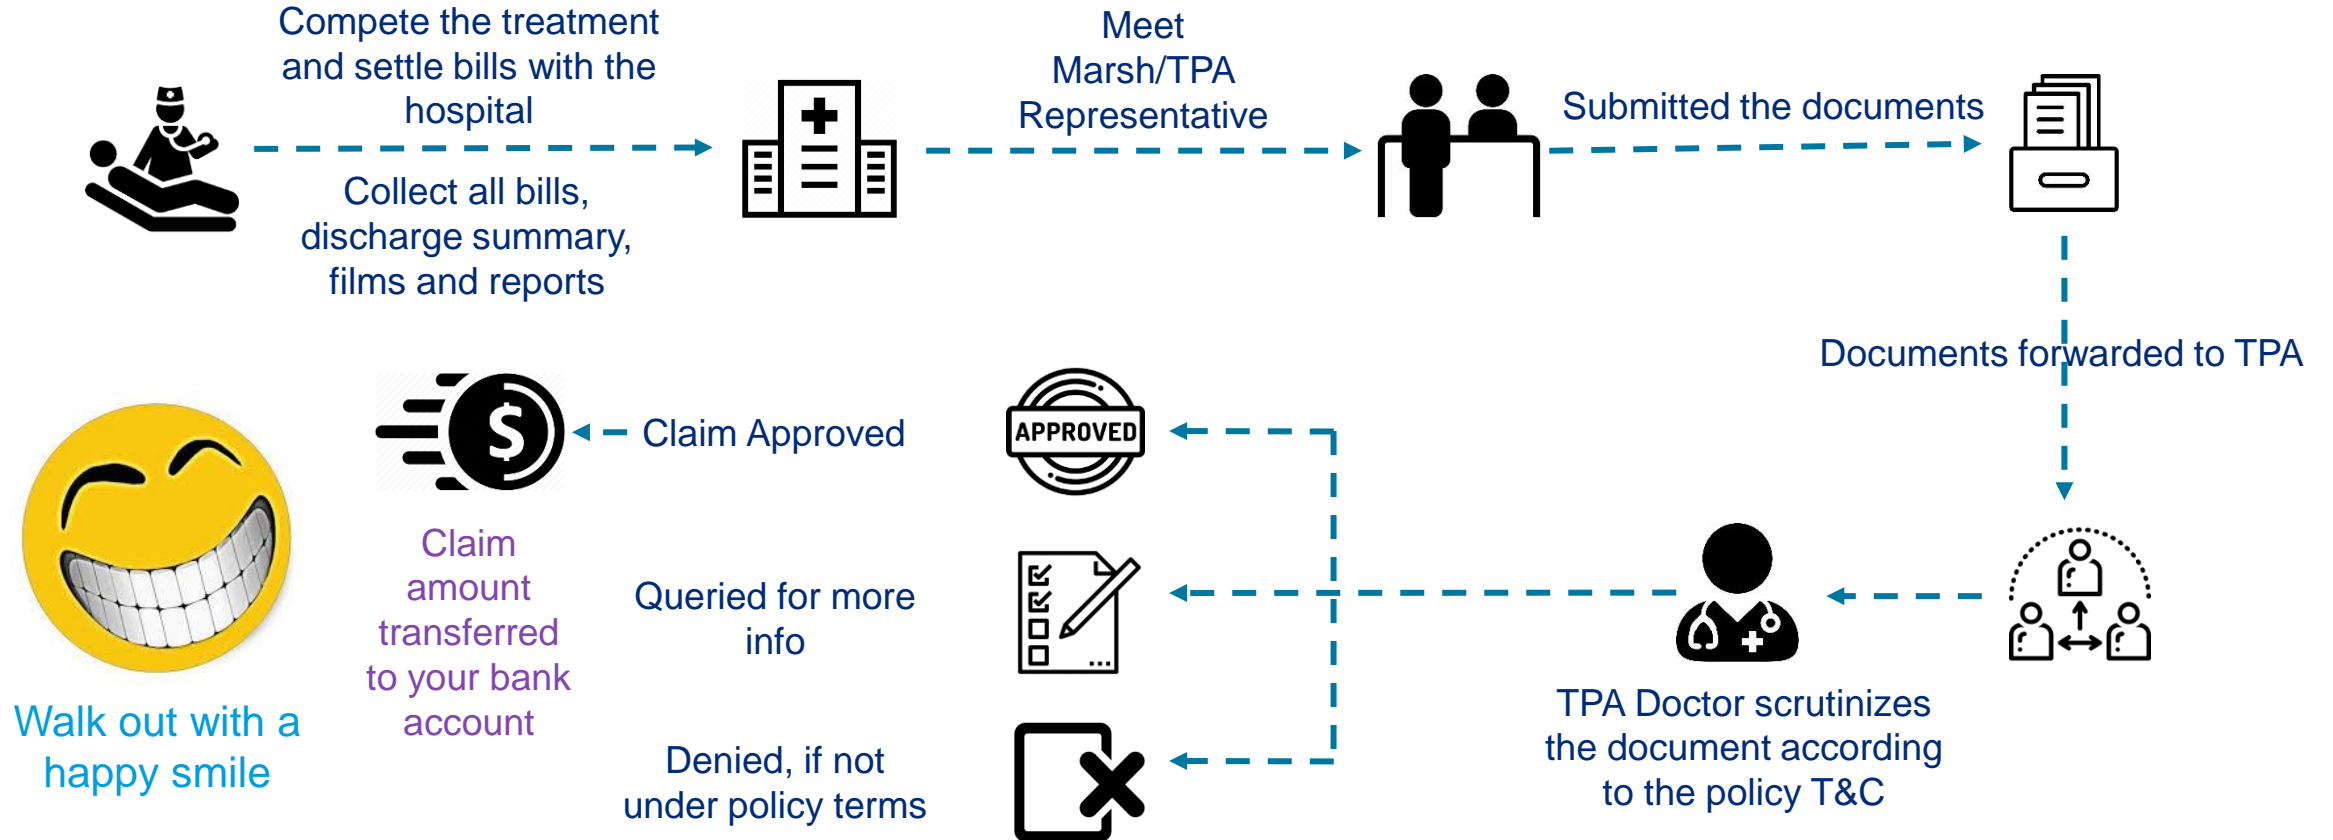 Compete the treatment
and settle bills with the
hospital
Collect all bills,
discharge summary,
films and reports
Meet
Marsh/TPA
Representative
Submitted the documents
Documents forwarded to TPA
TPA Doctor scrutinizes
the document according
to the policy T&C
APPROVED
Claim Approved
$
Queried for more
info
Denied, if not
under policy terms
Claim
amount
transferred
to your bank
account
Walk out with a
happy smile